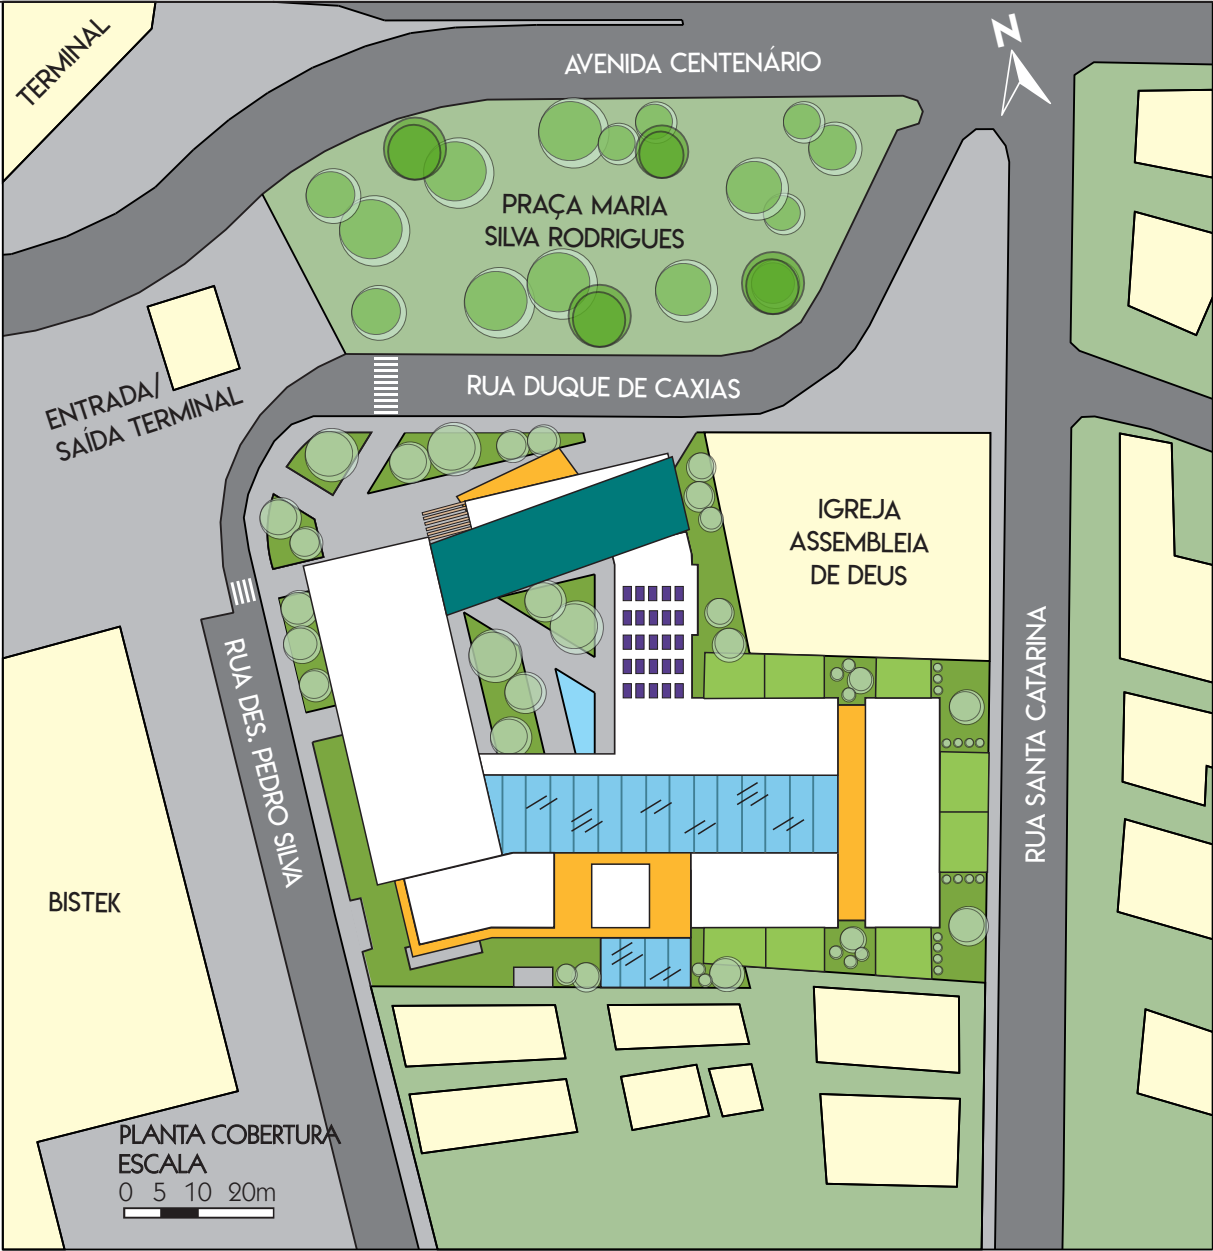 TERMINAL
AVENIDA CENTENÁRIO
N
PRAÇA MARIA
SILVA RODRIGUES
RUA DUQUE DE CAXIAS
ENTRADA/
SAÍDA TERMINAL
IGREJA
ASSEMBLEIA
DE DEUS
RUA SANTA CATARINA
RUA DES. PEDRO SILVA
BISTEK
PLANTA COBERTURA
ESCALA
0 5 10 20m